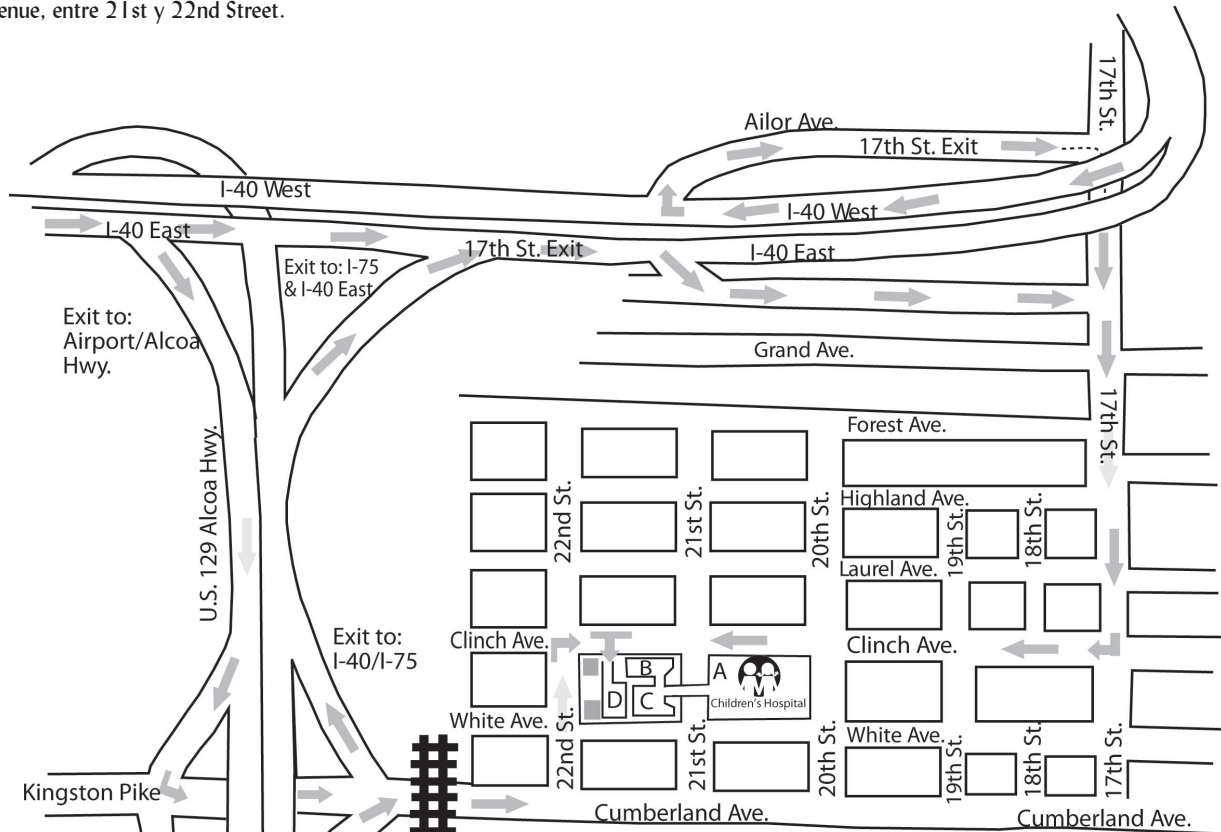 enue, entre 21st y 22nd Street.
17th St.
Ailor Ave.
17th St. Exit
I-40 West
I-40 West
I-40 East
17th St. Exit
I-40 East
Exit to: I-75
& I-40 East
Exit to:
Airport/Alcoa
Hwy.
Grand Ave.
17th St.
Forest Ave.
U.S. 129 Alcoa Hwy.
22nd St.
21st St.
20th St.
Highland Ave.
19th St.
18th St.
Laurel Ave.
Exit to:
I-40/I-75
Clinch Ave.
Clinch Ave.
B
A
D
C
Children's Hospital
White Ave.
22nd St.
21st St.
20th St.
White Ave.
19th St.
18th St.
17th St.
Kingston Pike
Cumberland Ave.
Cumberland Ave.